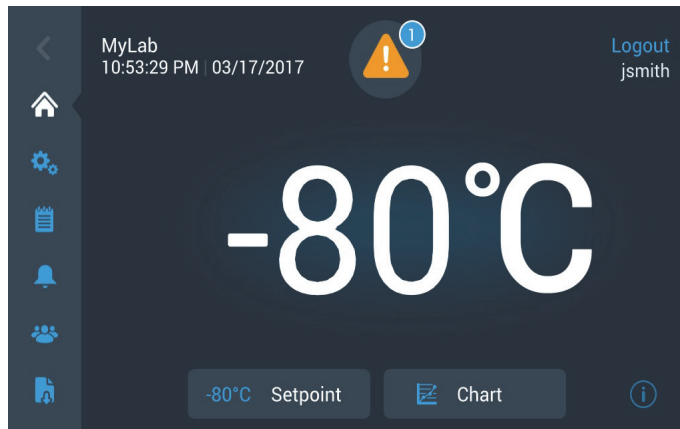 MyLab
10:53:29 PM | 03/17/2017
1
Logout
jsmith
-80°C
-80°C Setpoint
Chart